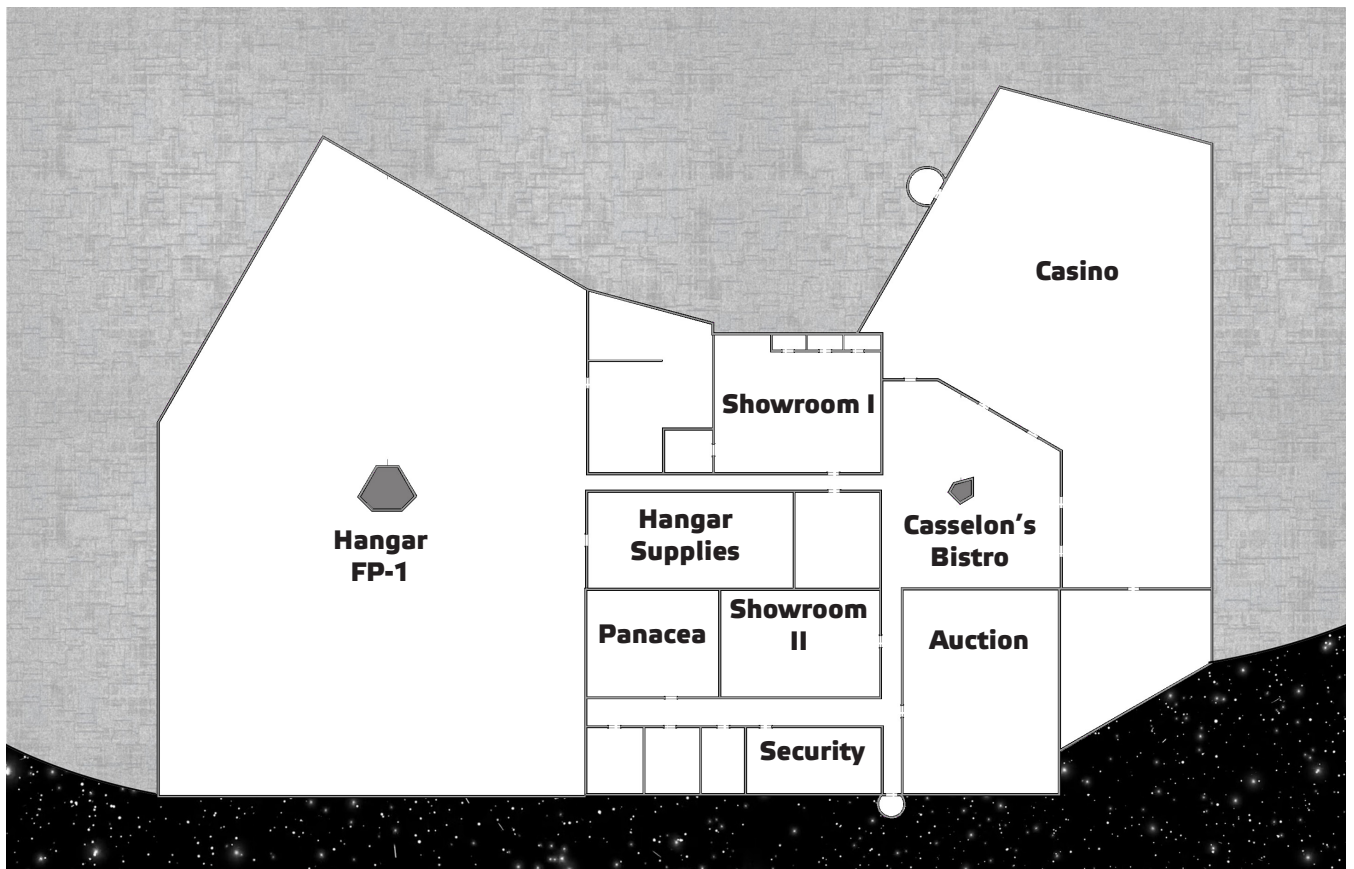 Casino
Showroom I
Hangar
Supplies
Casselon’s
Bistro
Hangar
FP-1
Panacea
Showroom
II
Auction
Security